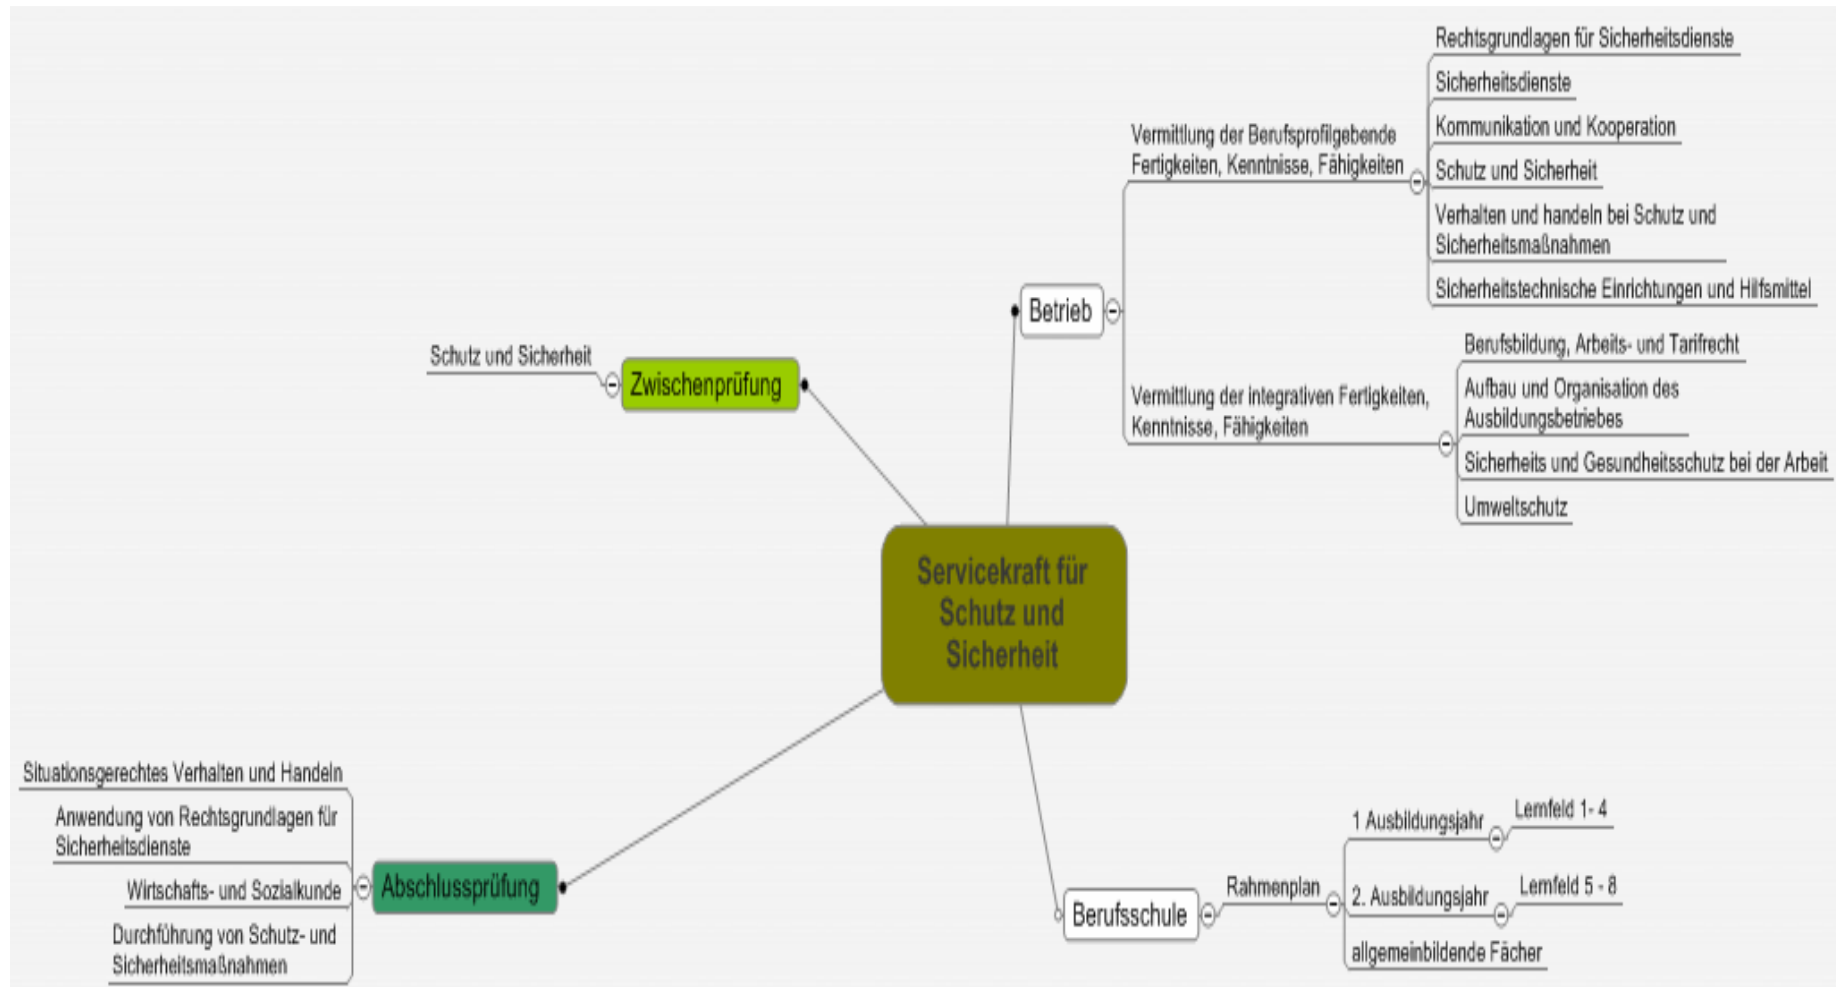 Servicekraft für
Schutz und
Sicherheit
Betrieb
Vermittlung der Berufsprofilgebende
Fertigkeiten, Kenntnisse, Fähigkeiten
Rechtsgrundlagen für Sicherheitsdienste
Sicherheitsdienste
Kommunikation und Kooperation
Schutz und Sicherheit
Verhalten und handeln bei Schutz und
Sicherheitsmaßnahmen
Sicherheitstechnische Einrichtungen und Hilfsmittel
Vermittlung der integrativen Fertigkeiten,
Kenntnisse, Fähigkeiten
Berufsbildung, Arbeits- und Tarifrecht
Aufbau und Organisation des
Ausbildungsbetriebes
Sicherheits und Gesundheitsschutz bei der Arbeit
Umweltschutz
Berufsschule
Rahmenplan
1 Ausbildungsjahr
Lernfeld 1- 4
2. Ausbildungsjahr
Lernfeld 5 - 8
allgemeinbildende Fächer
Zwischenprüfung
Schutz und Sicherheit
Abschlussprüfung
Situationsgerechtes Verhalten und Handeln
Anwendung von Rechtsgrundlagen für
Sicherheitsdienste
Wirtschafts- und Sozialkunde
Durchführung von Schutz- und
Sicherheitsmaßnahmen